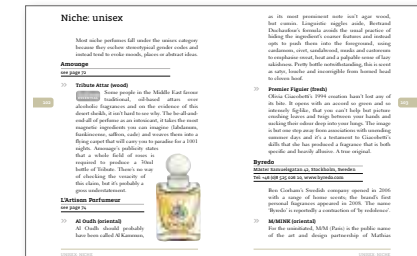 Niche: unisex
Most niche perfumes fall under the unisex category
because they eschew stereotypical gender codes and
instead tend to evoke moods, places or abstract ideas.
Amouage
see page 72
Tribute Attar (wood)
Some people in the Middle East favour
traditional, oil-based attars over
alcoholic fragrances and on the evidence of this
desert sheikh, it isn't hard to see why. The be-all-and-
end-all of perfume as an outsider, it takes the most
magnetic ingredients you can imagine (labdanum,
frankincense, saffron, oudh) and weaves them into a
flying carpet that will carry you to paradise for 1001
nights. Amouage's publicity states
that a whole field of roses is
required to produce a 30ml
bottle of Tribute. There's no way
of checking the veracity of
this claim, but it's probably a
gross understatement.
L'Artisan Parfumeur
see page 74
Al Oudh (oriental)
Al Oudh should probably
have been called Al Kammun,
as its most prominent note isn't agar wood,
but cumin. Linguistic niggles aside, Bertrand
Duchaufour's formula avoids the usual practice of
hiding the ingredient's coarser features and instead
opts to push them into the foreground, using
cardamom, civet, sandalwood, musks and castoreum
to emphasise sweat, heat and a palpable sense of lazy
sultriness. Pretty bottle notwithstanding, this is scent
as satyr, louche and incorrigible from horned head
to cloven hoof.
Premier Figuier (fresh)
Olivia Giacobetti's 1994 creation hasn't lost any of
its bite. It opens with an accord so green and so
intensely fig-like, that you can't help but picture
crushing leaves and twigs between your hands and
sucking their odour deep into your lungs. The image
is but one step away from associations with unending
summer days and it's a testament to Giacobetti's
skills that she has produced a fragrance that is both
specific and heavily allusive. A true original.
Byredo
Mäster Samuelsgatan 10, Stockholm, Sweden
Ben Gorham's Swedish company opened in 2006
with a range of home scents; the brand's first
personal fragrances appeared in 2008. The name
'Byredo' is reportedly a contraction of 'by redolence'.
M/MINK (oriental)
For the uninitiated, M/M (Paris) is the public name
of the art and design partnership of Mathias